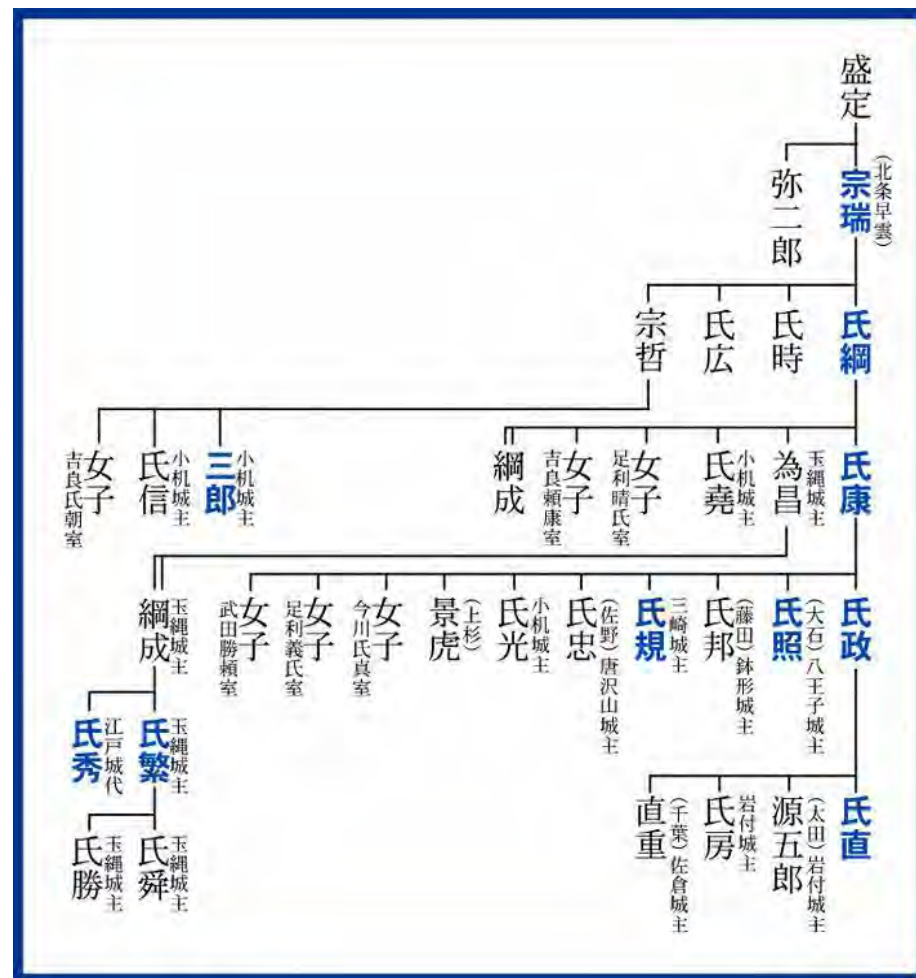 盛定
宗瑞
(北条早雲)
弥二郎
氏綱
氏時
氏広
宗哲
氏康
為昌
玉縄城主
氏堯
小机城主
女子
足利晴氏室
女子
吉良頼康室
綱成
三郎
小机城主
氏信
小机城主
女子
吉良氏朝室
氏政
氏照
(大石)八王子城主
氏邦
(藤田)鉢形城主
氏規
三崎城主
氏忠
(佐野)唐沢山城主
氏光
小机城主
景虎
(上杉)
女子
今川氏真室
女子
足利義氏室
女子
武田勝頼室
綱成
玉縄城主
氏直
源五郎
(太田)岩付城主
氏房
岩付城主
直重
(千葉)佐倉城主
氏繁
玉縄城主
氏秀
江戸城代
氏舜
玉縄城主
氏勝
玉縄城主